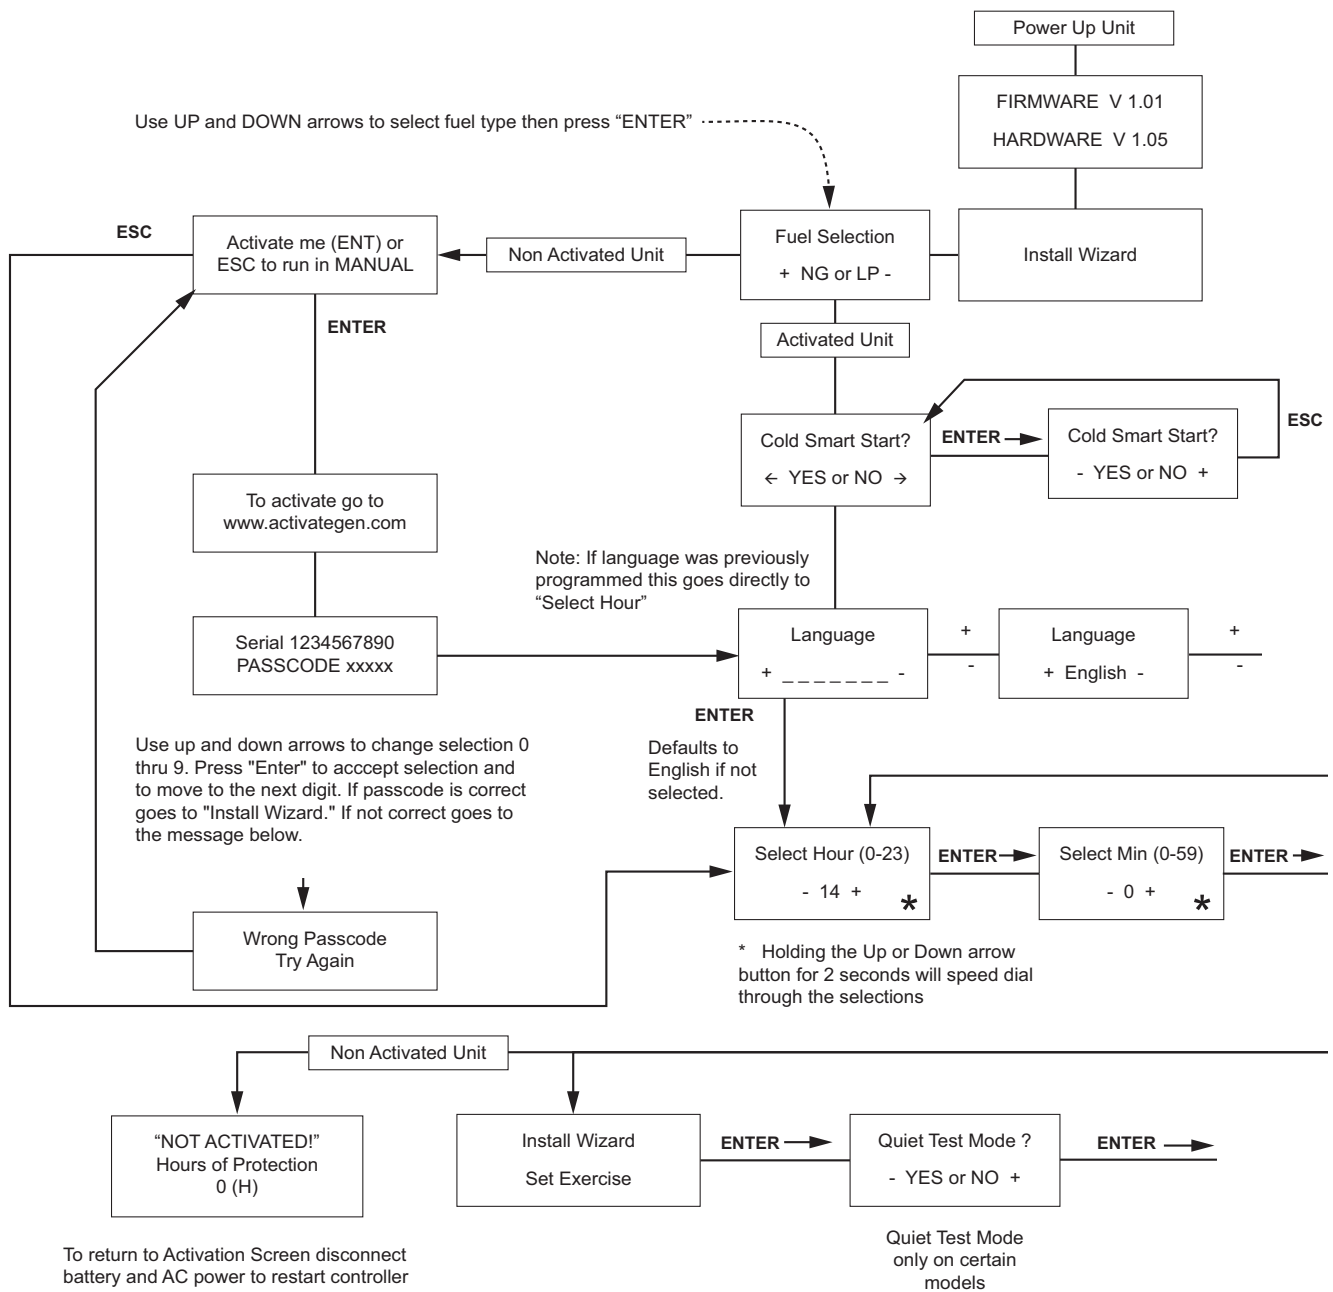 Power Up Unit
FIRMWARE V 1.01
HARDWARE V 1.05
Use UP and DOWN arrows to select fuel type then press “ENTER”
ESC
Activate me (ENT) or
ESC to run in MANUAL
Non Activated Unit
Fuel Selection
+ NG or LP -
Install Wizard
ENTER
Activated Unit
Cold Smart Start?
← YES or NO →
ENTER
Cold Smart Start?
- YES or NO +
ESC
To activate go to
www.activategen.com
Note: If language was previously
programmed this goes directly to
“Select Hour”
Serial 1234567890
PASSCODE xxxxx
Language
+ _ _ _ _ _ _ _ -
+
-
Language
+ English -
+
-
ENTER
Defaults to
English if not
selected.
Use up and down arrows to change selection 0
thru 9. Press "Enter" to acccept selection and
to move to the next digit. If passcode is correct
goes to "Install Wizard." If not correct goes to
the message below.
Select Hour (0-23)
- 14 +
*
ENTER
Select Min (0-59)
- 0 +
*
ENTER
Wrong Passcode
Try Again
* Holding the Up or Down arrow
button for 2 seconds will speed dial
through the selections
Non Activated Unit
“NOT ACTIVATED!”
Hours of Protection
0 (H)
Install Wizard
Set Exercise
ENTER
Quiet Test Mode ?
- YES or NO +
ENTER
To return to Activation Screen disconnect
battery and AC power to restart controller
Quiet Test Mode
only on certain
models